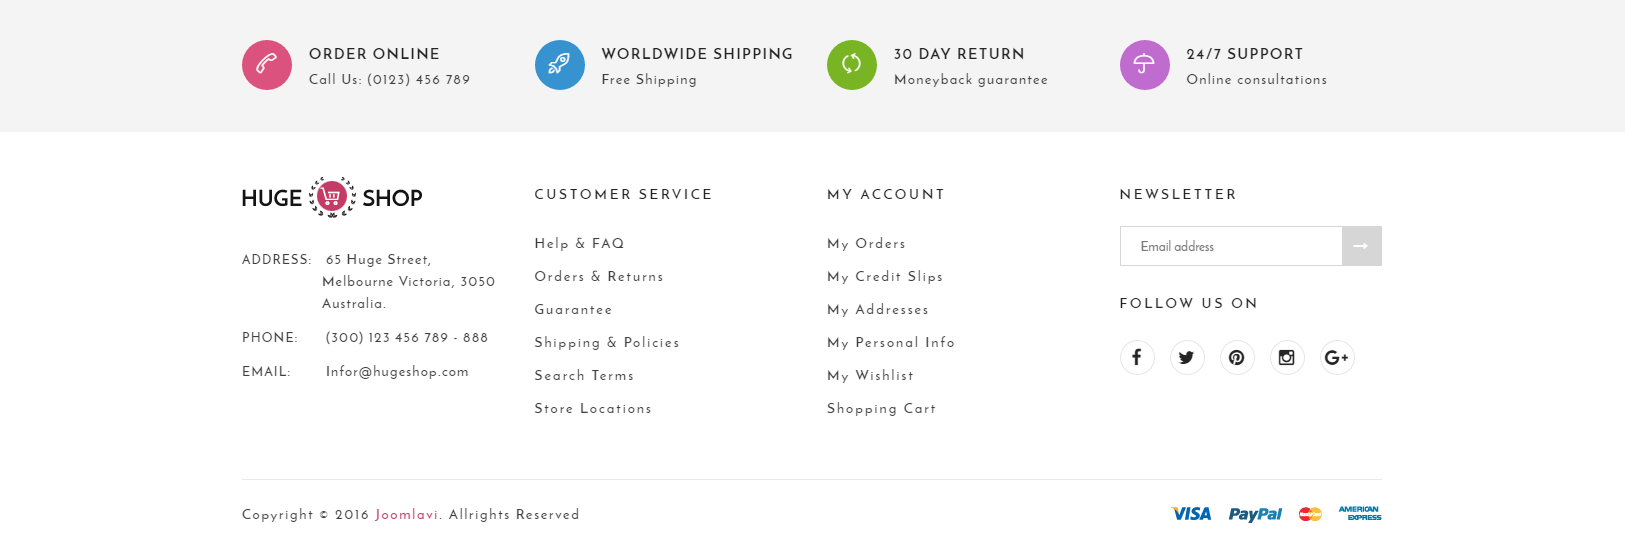 ORDER ONLINE
Call Us: (0123) 456 789
WORLDWIDE SHIPPING
Free Shipping
30 DAY RETURN
Moneyback guarantee
24/7 SUPPORT
Online consultations
HUGE SHOP
ADDRESS: 65 Huge Street,
Melbourne Victoria, 3050
Australia.
PHONE: (300) 123 456 789 - 888
EMAIL: Infor@hugeshop.com
CUSTOMER SERVICE
Help & FAQ
Orders & Returns
Guarantee
Shipping & Policies
Search Terms
Store Locations
MY ACCOUNT
My Orders
My Credit Slips
My Addresses
My Personal Info
My Wishlist
Shopping Cart
NEWSLETTER
Email address
FOLLOW US ON
Copyright © 2016 Joomlavi. Allrights Reserved
VISA
PayPal
MasterCard
AMERICAN
EXPRESS